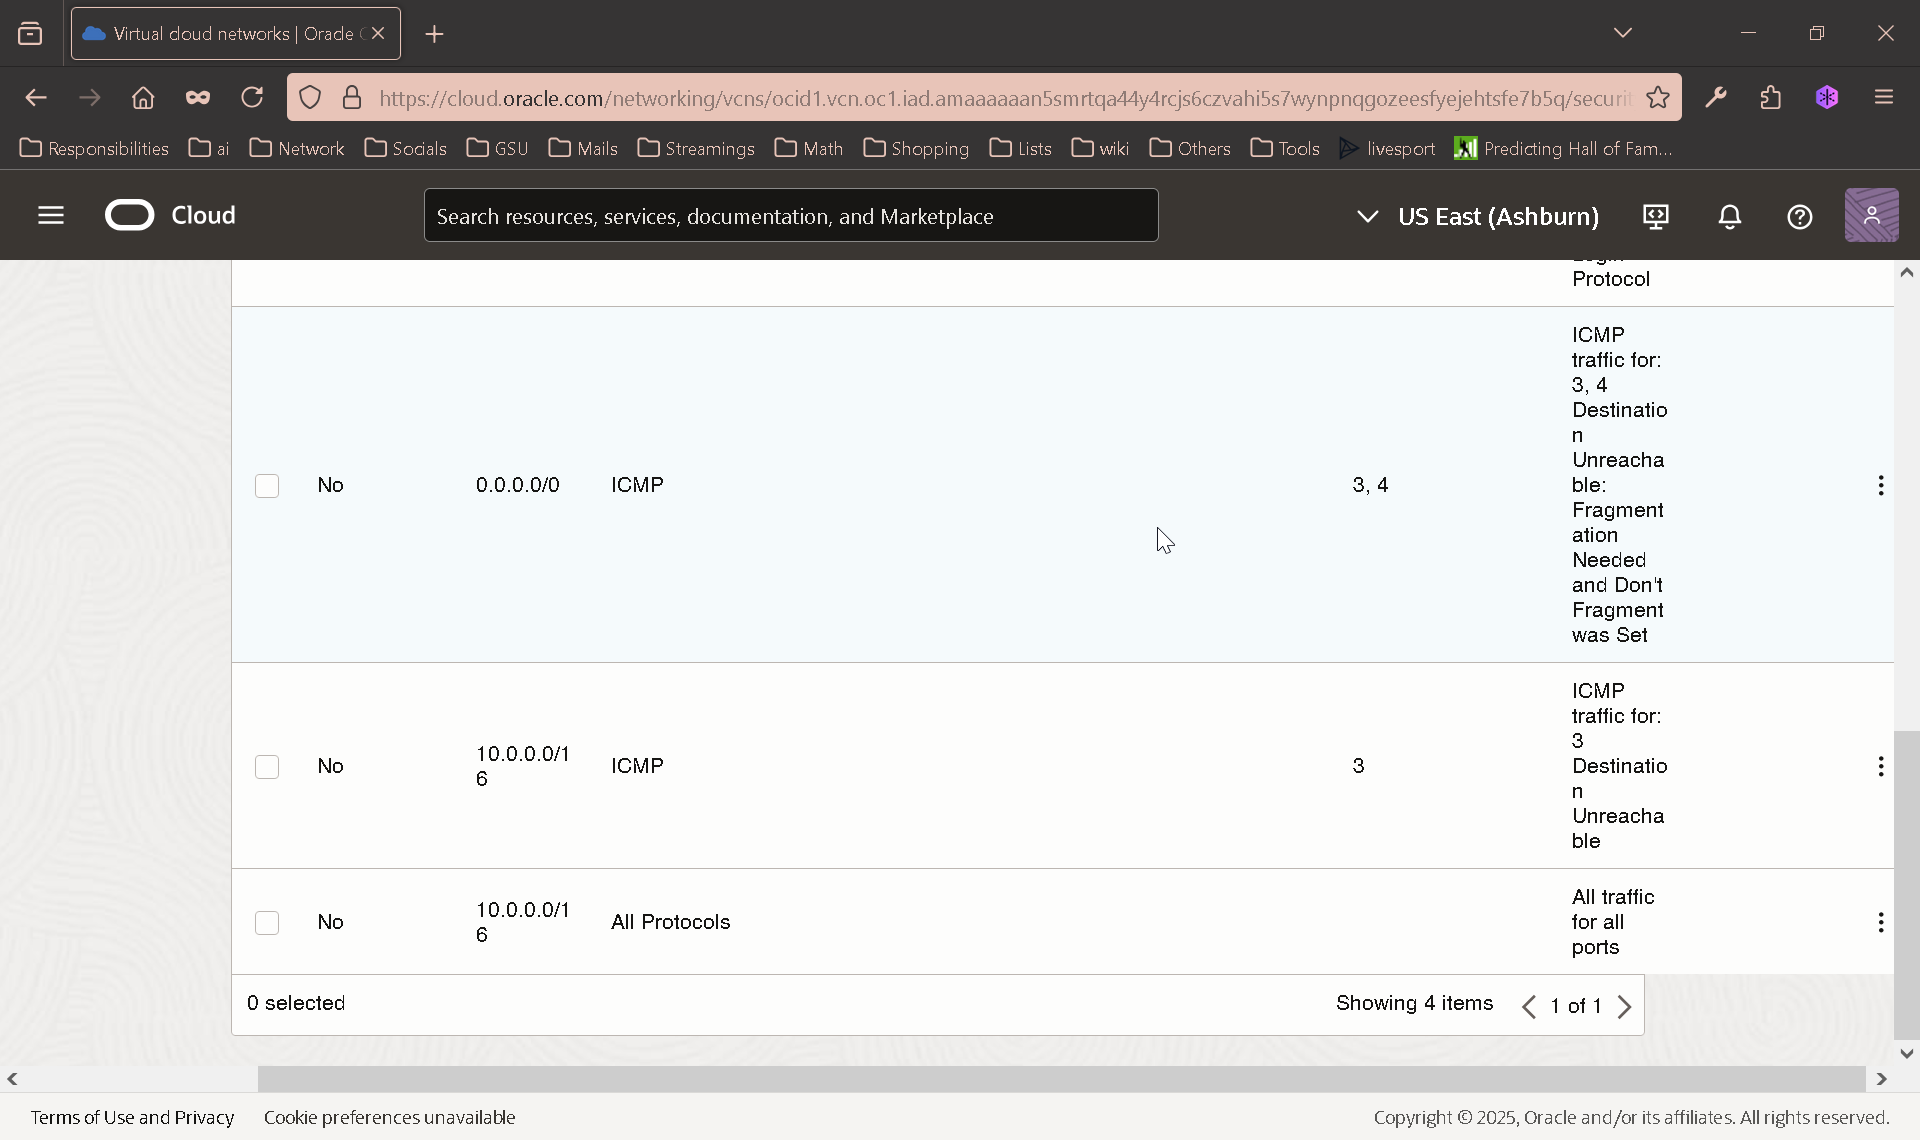 Virtual cloud networks | Oracle
https://cloud.oracle.com/networking/vcns/ocid1.vcn.oc1.iad.amaaaaaan5smrtqa44y4rcjs6czvahi5s7wynpnqgozeesfyejehtsfe7b5q/securit
Responsibilities ai Network Socials GSU Mails Streamings Math Shopping Lists wiki Others Tools livesport Predicting Hall of Fam...
Cloud Search resources, services, documentation, and Marketplace US East (Ashburn)
Protocol
No 0.0.0.0/0 ICMP 3, 4
ICMP
traffic for:
3, 4
Destinatio
n
Unreacha
ble:
Fragment
ation
Needed
and Don't
Fragment
was Set
No
10.0.0.0/1
6
ICMP 3
ICMP
traffic for:
3
Destinatio
n
Unreacha
ble
No
10.0.0.0/1
6
All Protocols
All traffic
for all
ports
0 selected Showing 4 items 1 of 1
Terms of Use and Privacy Cookie preferences unavailable Copyright © 2025, Oracle and/or its affiliates. All rights reserved.